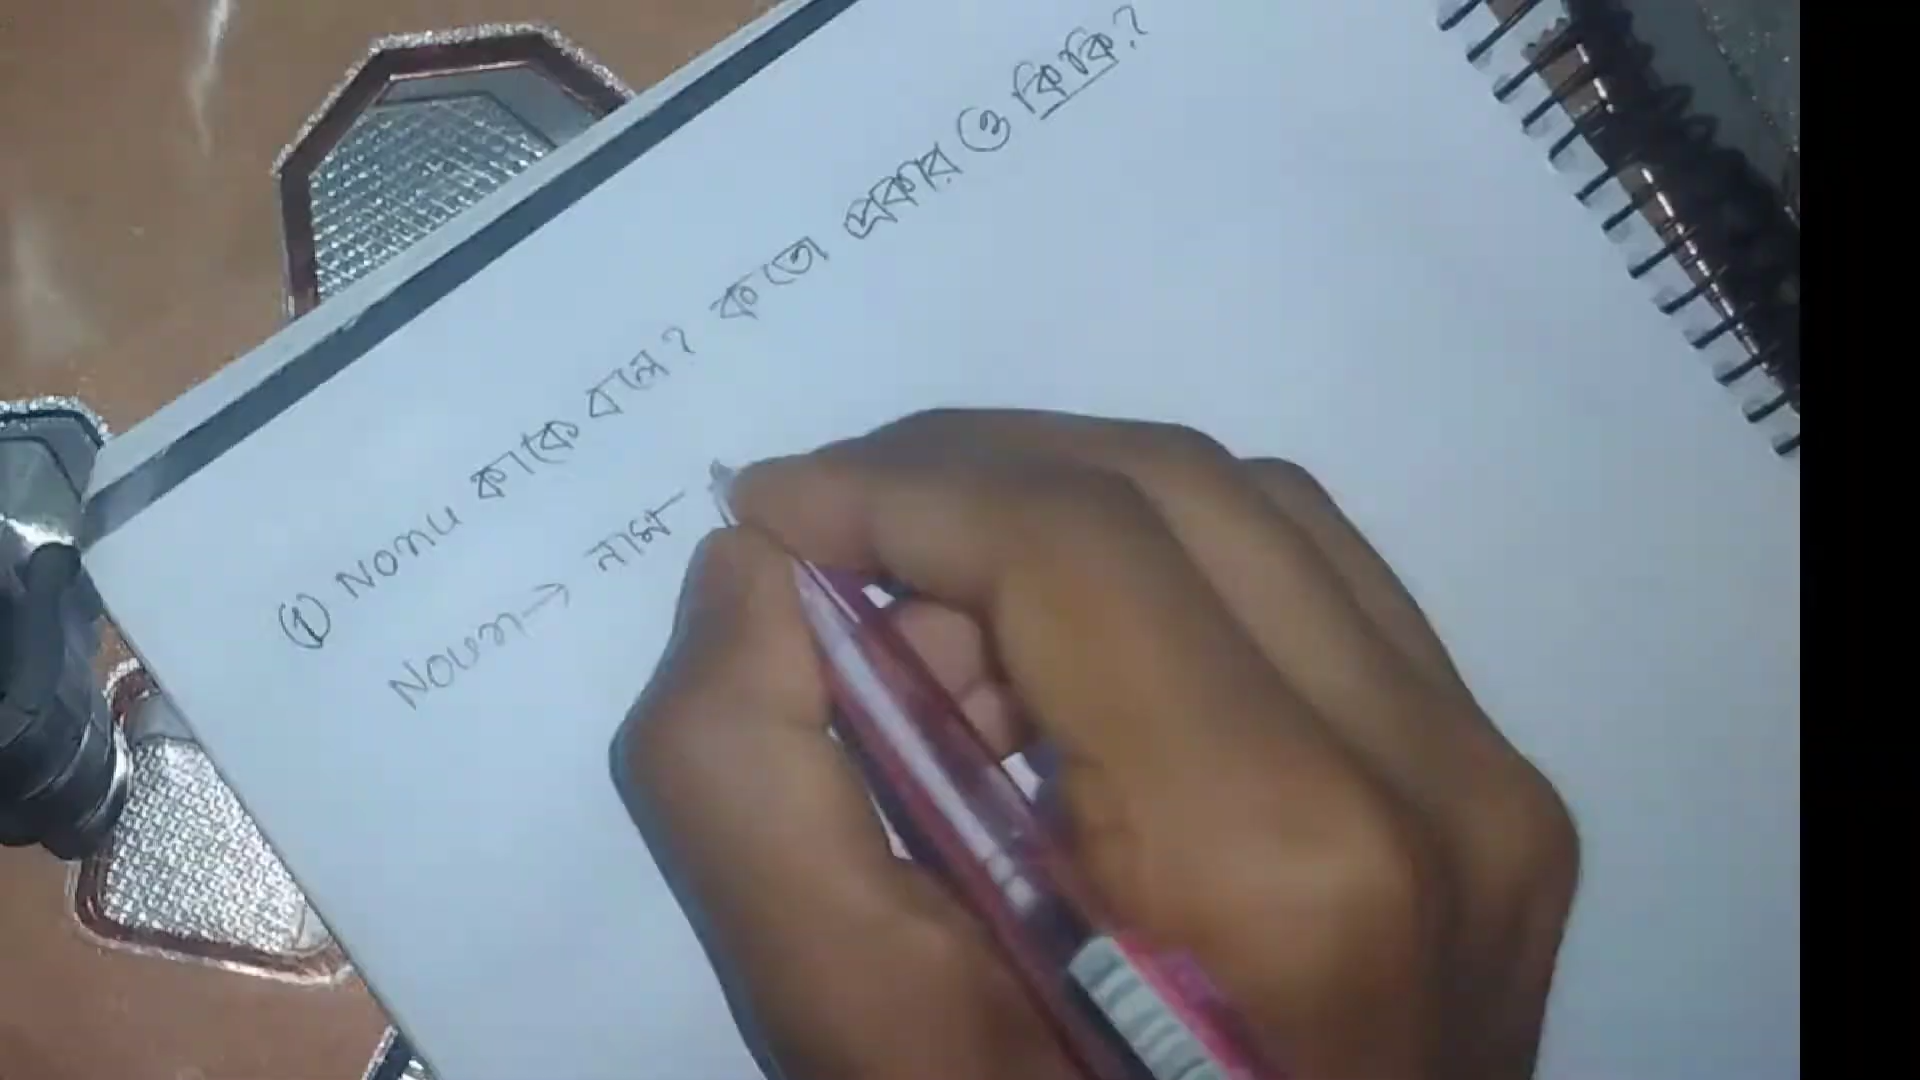 ① Nonu কাকে বলে? কতো প্রকার ও কি কি?
Noun→ নাম